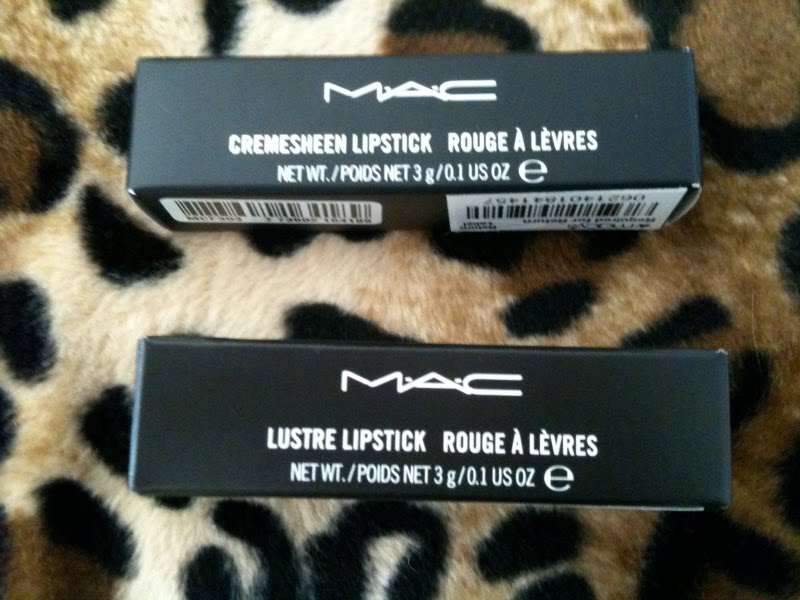 M·A·C
CREMESHEEN LIPSTICK ROUGE À LÈVRES
NET WT./POIDS NET 3 g/0.1 US OZ e
M·A·C
LUSTRE LIPSTICK ROUGE À LÈVRES
NET WT./POIDS NET 3 g/0.1 US OZ e